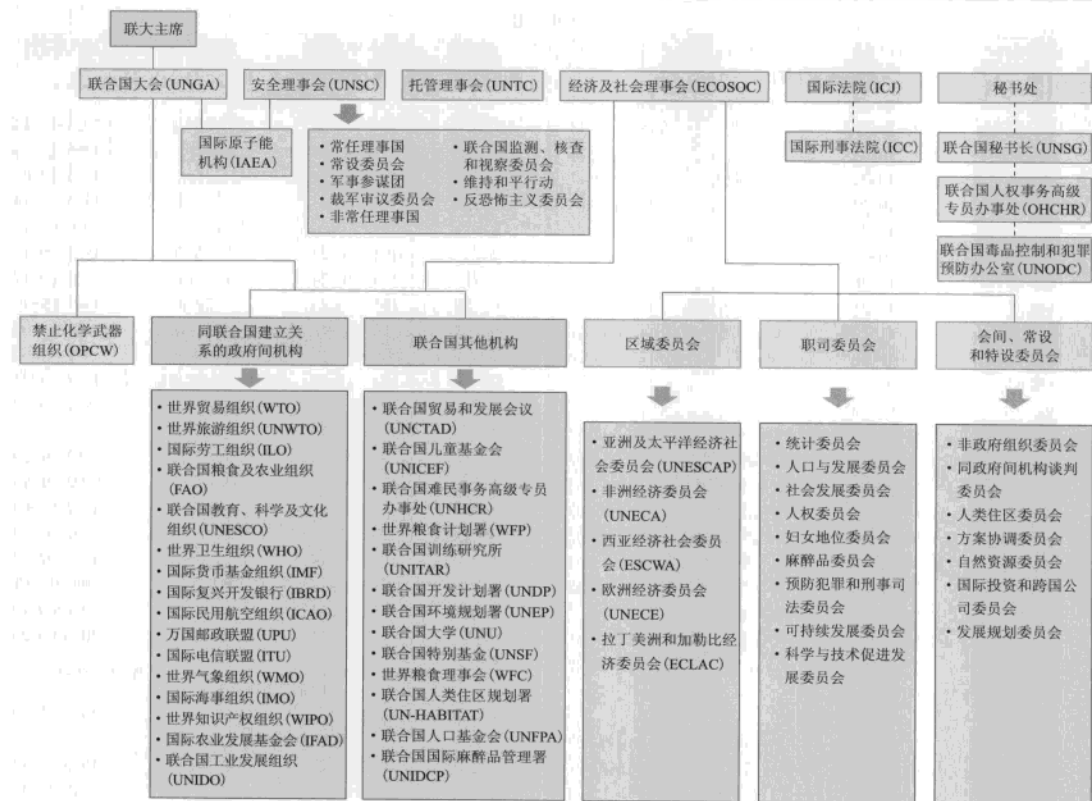 联大主席
联合国大会(UNGA)
安全理事会(UNSC)
托管理事会(UNTC)
经济及社会理事会(ECOSOC)
国际法院(ICJ)
秘书处
国际原子能
机构(IAEA)
• 常任理事国
• 常设委员会
• 军事参谋团
• 裁军审议委员会
• 非常任理事国
• 联合国监测、核查
和视察委员会
• 维持和平行动
• 反恐怖主义委员会
国际刑事法院(ICC)
联合国秘书长(UNSG)
联合国人权事务高级
专员办事处(OHCHR)
联合国毒品控制和犯罪
预防办公室(UNODC)
禁止化学武器
组织(OPCW)
同联合国建立关
系的政府间机构
联合国其他机构
区域委员会
职司委员会
会间、常设
和特设委员会
• 世界贸易组织(WTO)
• 世界旅游组织(UNWTO)
• 国际劳工组织(ILO)
• 联合国粮食及农业组织
(FAO)
• 联合国教育、科学及文化
组织(UNESCO)
• 世界卫生组织(WHO)
• 国际货币基金组织(IMF)
• 国际复兴开发银行(IBRD)
• 国际民用航空组织(ICAO)
• 万国邮政联盟(UPU)
• 国际电信联盟(ITU)
• 世界气象组织(WMO)
• 国际海事组织(IMO)
• 世界知识产权组织(WIPO)
• 国际农业发展基金会(IFAD)
• 联合国工业发展组织
(UNIDO)
• 联合国贸易和发展会议
(UNCTAD)
• 联合国儿童基金会
(UNICEF)
• 联合国难民事务高级专员
办事处(UNHCR)
• 世界粮食计划署(WFP)
• 联合国训练研究所
(UNITAR)
• 联合国开发计划署(UNDP)
• 联合国环境规划署(UNEP)
• 联合国大学(UNU)
• 联合国特别基金(UNSF)
• 世界粮食理事会(WFC)
• 联合国人类住区规划署
(UN-HABITAT)
• 联合国人口基金会(UNFPA)
• 联合国国际麻醉品管理署
(UNIDCP)
• 亚洲及太平洋经济社
会委员会(UNESCAP)
• 非洲经济委员会
(UNECA)
• 西亚经济社会委员
会(ESCWA)
• 欧洲经济委员会
(UNECE)
• 拉丁美洲和加勒比经
济委员会(ECLAC)
• 统计委员会
• 人口与发展委员会
• 社会发展委员会
• 人权委员会
• 妇女地位委员会
• 麻醉品委员会
• 预防犯罪和刑事司
法委员会
• 可持续发展委员会
• 科学与技术促进发
展委员会
• 非政府组织委员会
• 同政府间机构谈判
委员会
• 人类住区委员会
• 方案协调委员会
• 自然资源委员会
• 国际投资和跨国公
司委员会
• 发展规划委员会